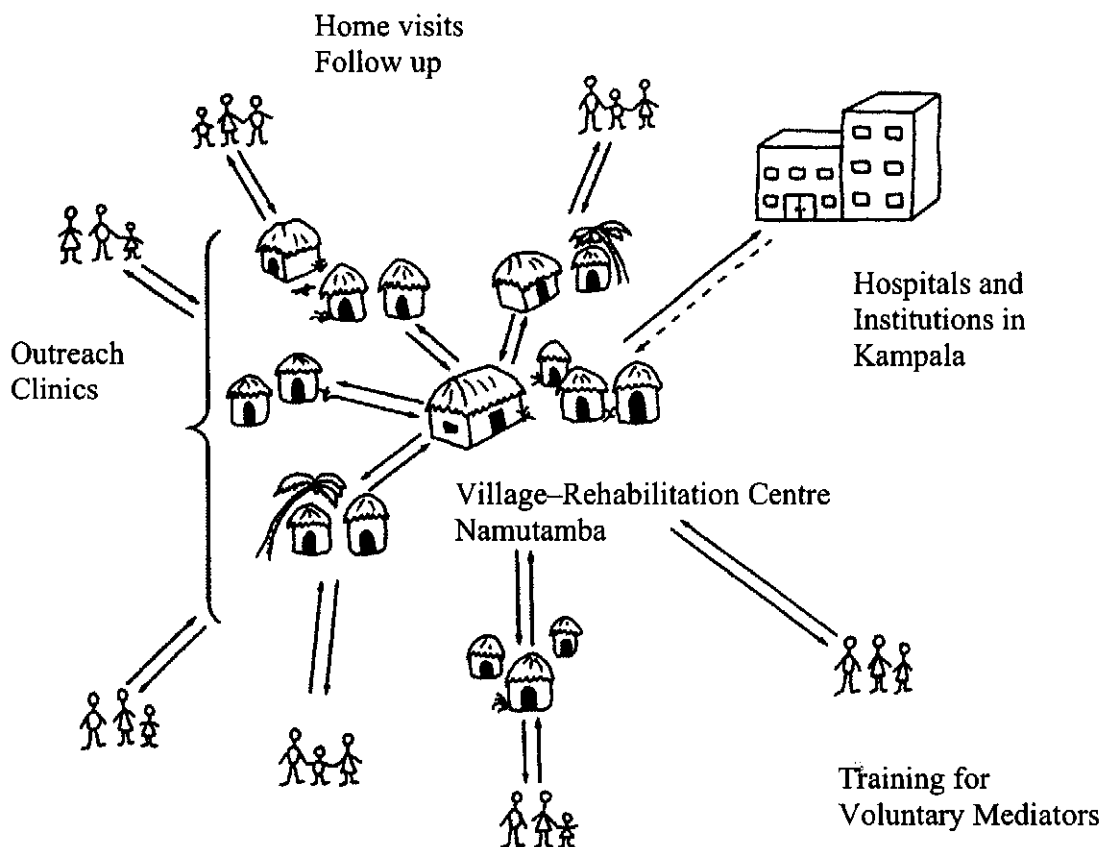 Home visits
Follow up
Hospitals and
Institutions in
Kampala
Outreach
Clinics
Village–Rehabilitation Centre
Namutamba
Training for
Voluntary Mediators